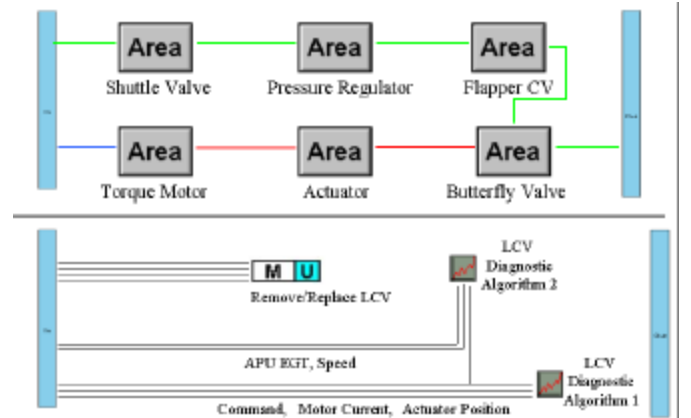 Area Area Area
Shuttle Valve Pressure Regulator Flapper CV
Area Area Area
Torque Motor Actuator Butterfly Valve
M U
Remove/Replace LCV
LCV
Diagnostic
Algorithm 2
APU EGT, Speed
LCV
Diagnostic
Algorithm 1
Command, Motor Current, Actuator Position